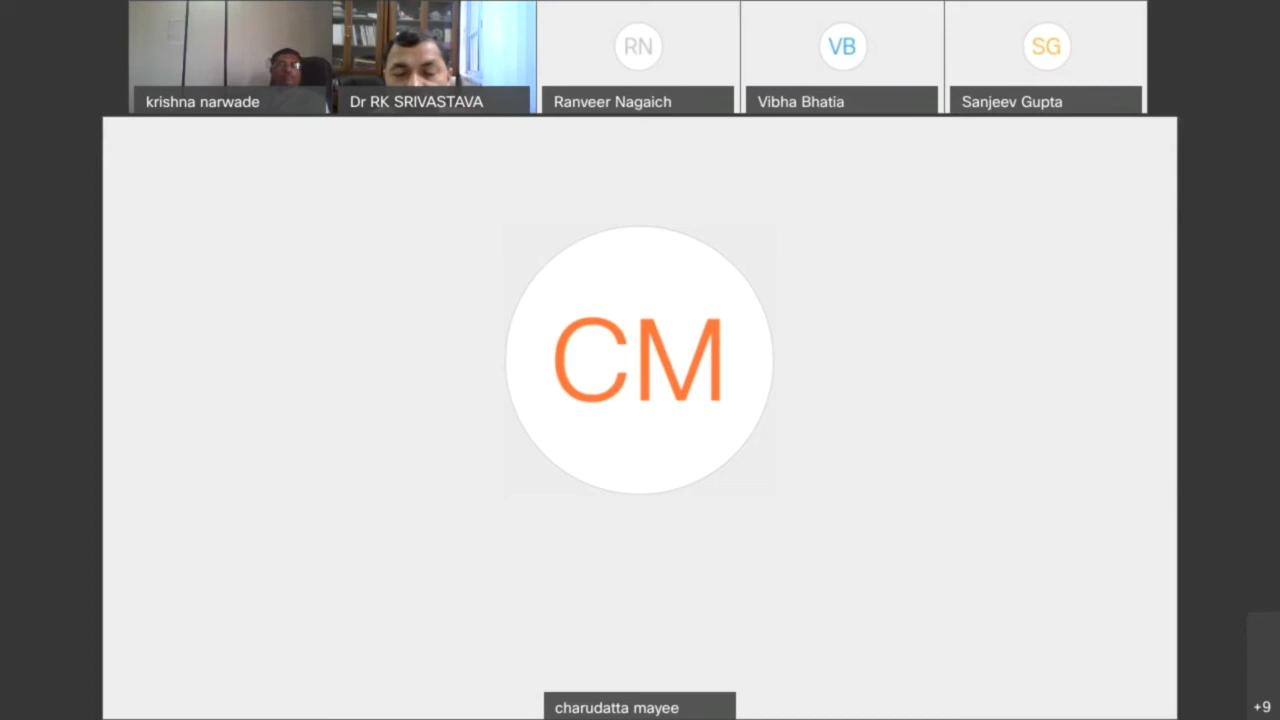 RN
VB
SG
krishna narwade
Dr RK SRIVASTAVA
Ranveer Nagaich
Vibha Bhatia
Sanjeev Gupta
CM
charudatta mayee
+9